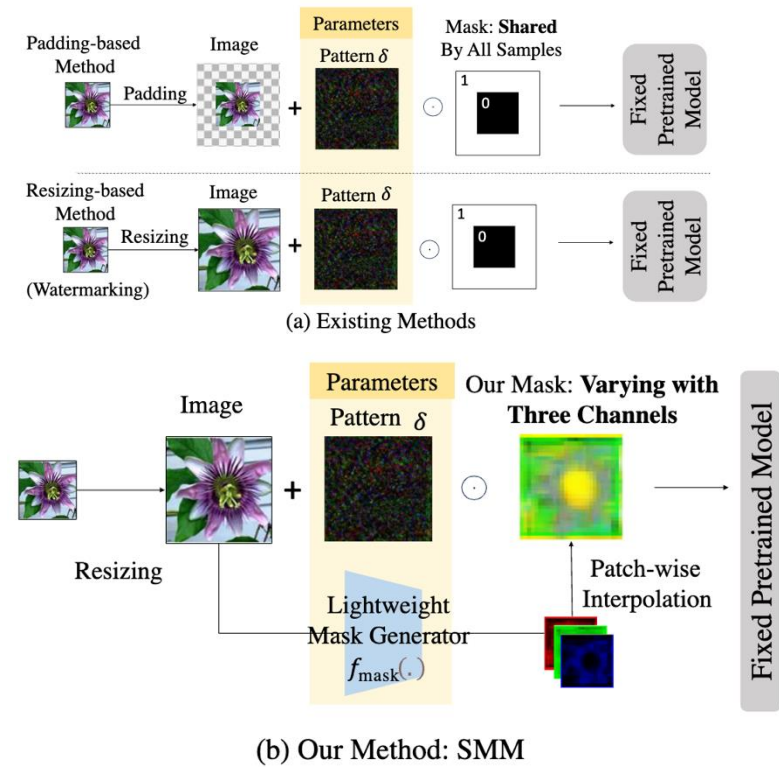 Parameters
Padding-based
Method
Padding
Image
Pattern δ
Mask: Shared
By All Samples
1
0
Fixed
Pretrained
Model
Resizing-based
Method
Resizing
(Watermarking)
Image
Pattern δ
1
0
Fixed
Pretrained
Model
(a) Existing Methods
Parameters
Image
Pattern δ
Our Mask: Varying with
Three Channels
Resizing
Lightweight
Mask Generator
f_mask(.)
Patch-wise
Interpolation
Fixed Pretrained Model
(b) Our Method: SMM